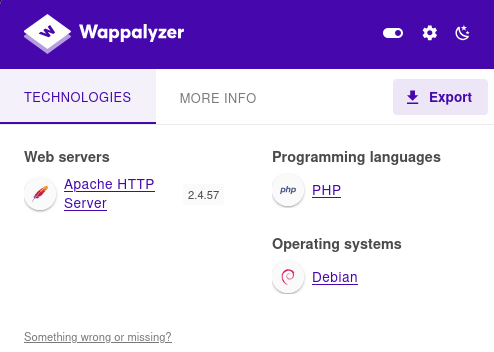 Wappalyzer
TECHNOLOGIES
MORE INFO
Export
Web servers
Apache HTTP
Server
2.4.57
Programming languages
php
PHP
Operating systems
Debian
Something wrong or missing?